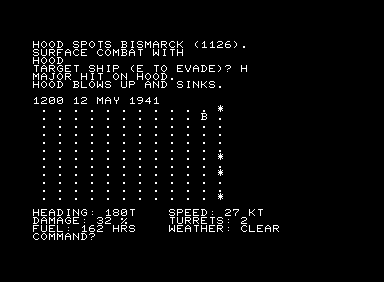 HOOD SPOTS BISMARCK (1126).
SURFACE COMBAT WITH
HOOD
TARGET SHIP (E TO EVADE)? H
MAJOR HIT ON HOOD.
HOOD BLOWS UP AND SINKS.
1200 12 MAY 1941
. . . . . . . . . . . *
. . . . . . . . . . B .
. . . . . . . . . . . .
. . . . . . . . . . . .
. . . . . . . . . . . .
. . . . . . . . . . . .
. . . . . . . . . . . *
. . . . . . . . . . . .
. . . . . . . . . . . *
. . . . . . . . . . . .
. . . . . . . . . . . .
. . . . . . . . . . . *
HEADING: 180T SPEED: 27 KT
DAMAGE: 32 % TURRETS: 2
FUEL: 162 HRS WEATHER: CLEAR
COMMAND?